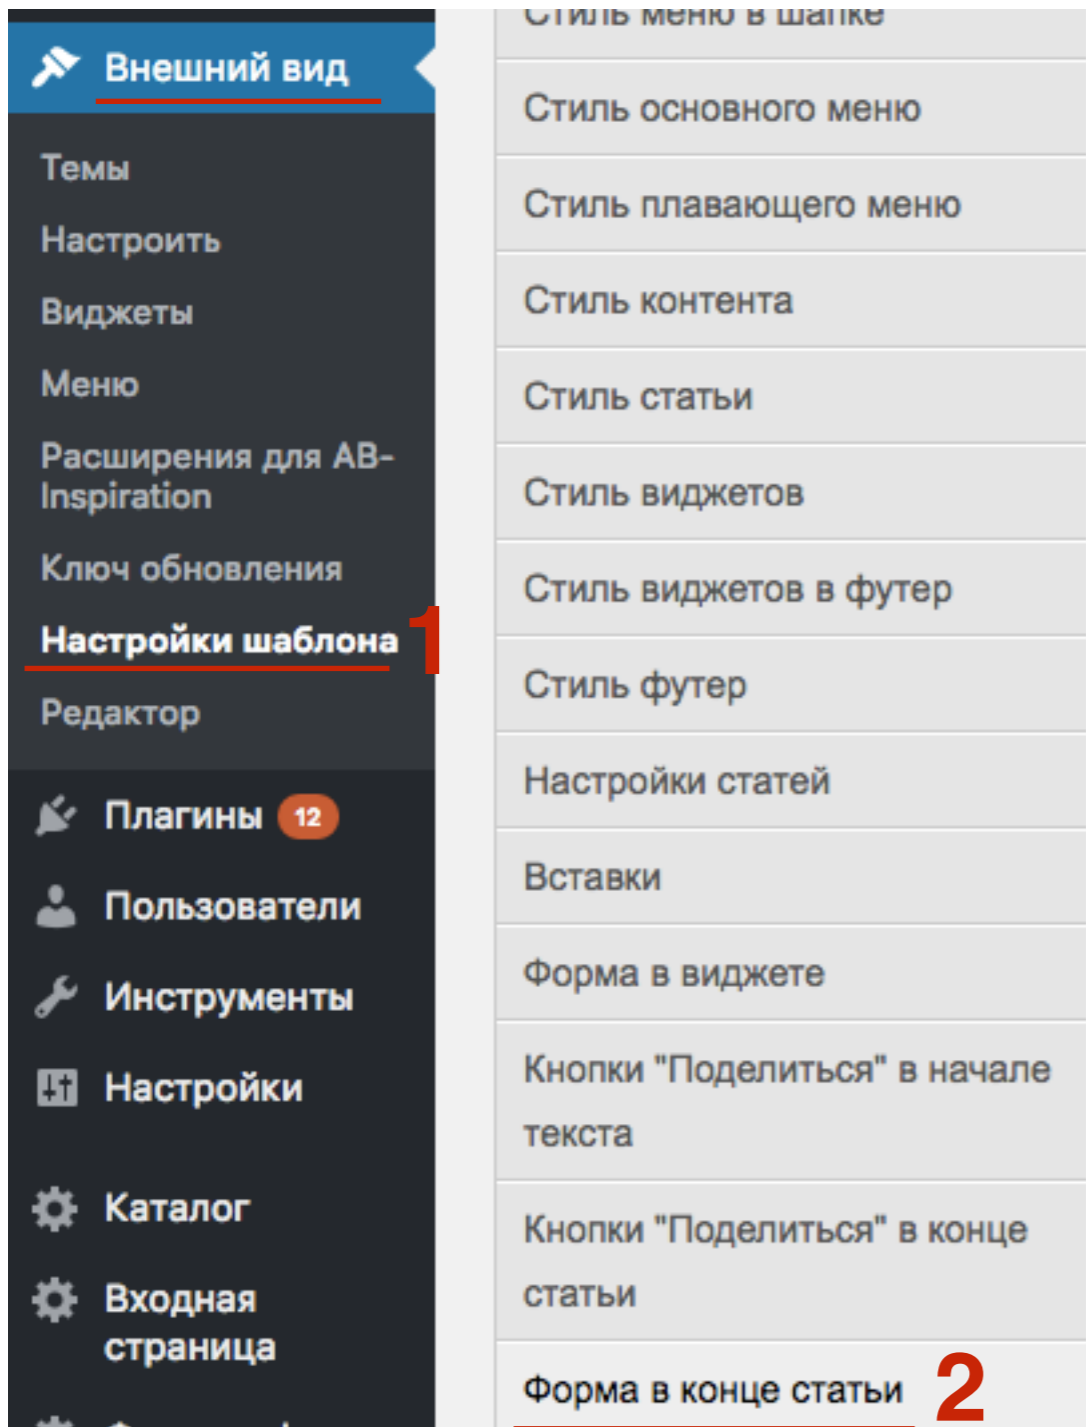 Внешний вид
Темы
Настроить
Виджеты
Меню
Расширения для AB-
Inspiration
Ключ обновления
Настройки шаблона 1
Редактор
Плагины 12
Пользователи
Инструменты
Настройки
Каталог
Входная
страница
Стиль меню в шапке
Стиль основного меню
Стиль плавающего меню
Стиль контента
Стиль статьи
Стиль виджетов
Стиль виджетов в футер
Стиль футер
Настройки статей
Вставки
Форма в виджете
Кнопки "Поделиться" в начале
текста
Кнопки "Поделиться" в конце
статьи
Форма в конце статьи 2